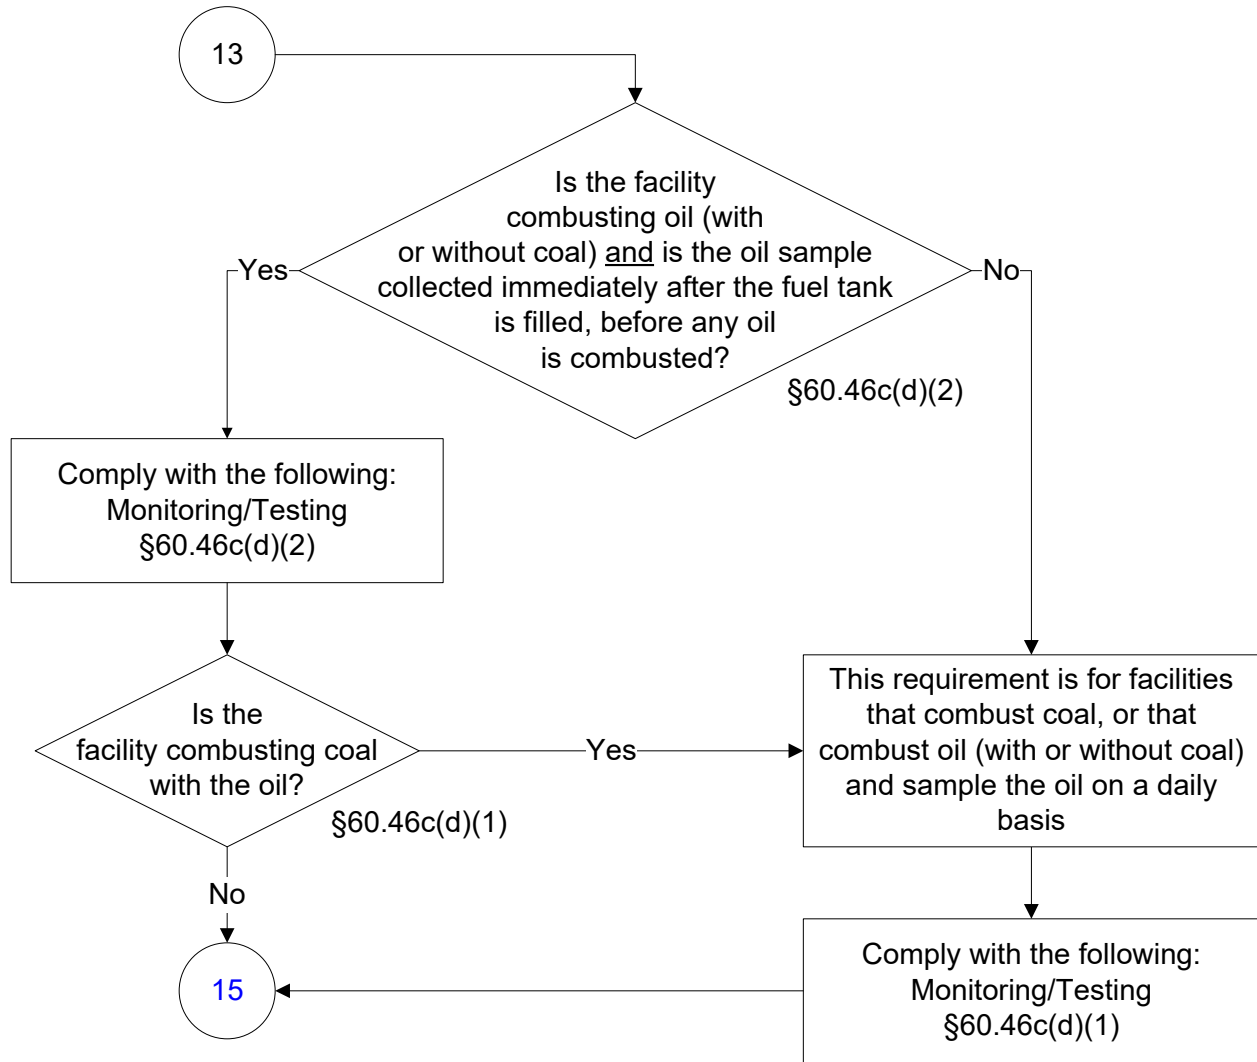 13
Is the facility
combusting oil (with
or without coal) and is the oil sample
collected immediately after the fuel tank
is filled, before any oil
is combusted?
Yes
No
§60.46c(d)(2)
Comply with the following:
Monitoring/Testing
§60.46c(d)(2)
Is the
facility combusting coal
with the oil?
Yes
§60.46c(d)(1)
This requirement is for facilities
that combust coal, or that
combust oil (with or without coal)
and sample the oil on a daily
basis
No
15
Comply with the following:
Monitoring/Testing
§60.46c(d)(1)